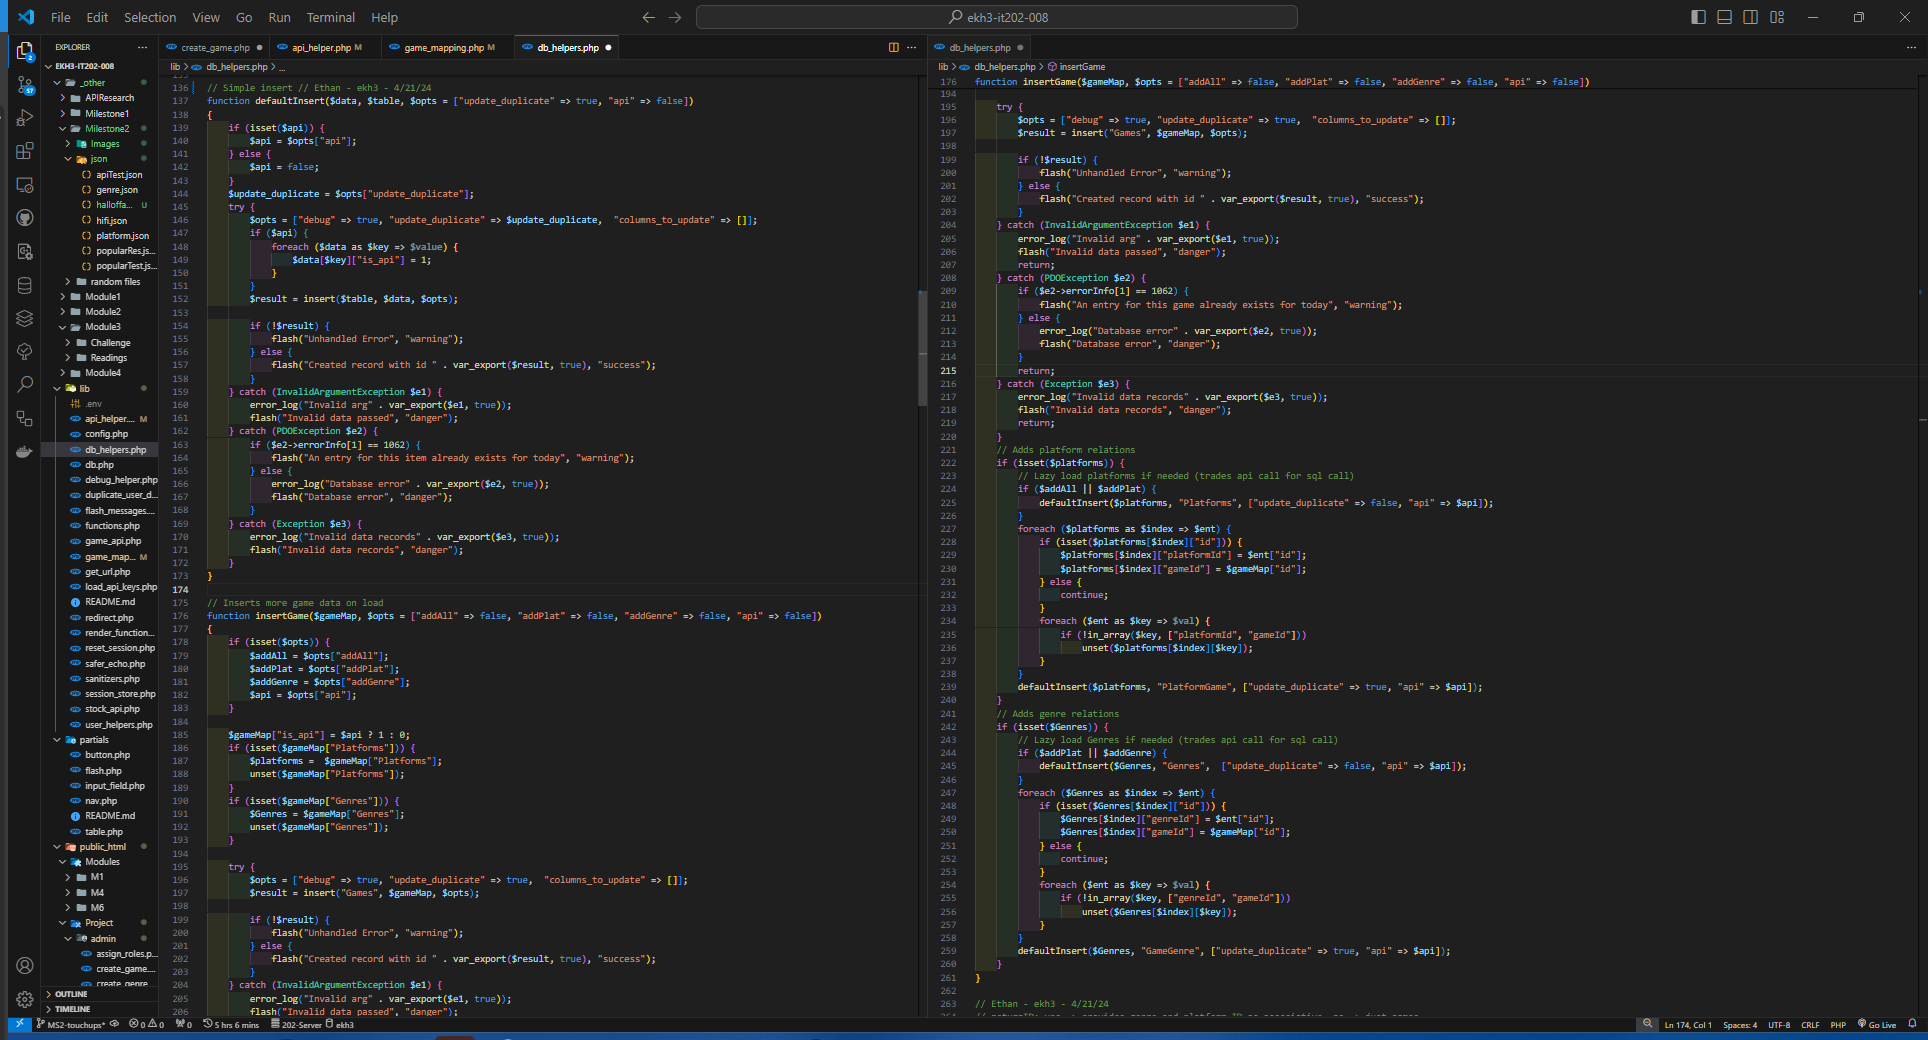 File Edit Selection View Go Run Terminal Help
ekh3-it202-008
EXPLORER
EKH3-IT202-008
_other
APIResearch
Milestone1
Milestone2
Images
json
apiTest.json
genre.json
halloffa... U
hifi.json
platform.json
popularRes.js...
popularTest.js...
random files
Module1
Module2
Module3
Challenge
Readings
Module4
lib
.env
api_helper.... M
config.php
db_helpers.php
db.php
debug_helper.php
duplicate_user_d...
flash_messages....
functions.php
game_api.php
game_map... M
get_url.php
load_api_keys.php
README.md
redirect.php
render_function...
reset_session.php
safer_echo.php
sanitizers.php
session_store.php
stock_api.php
user_helpers.php
partials
button.php
flash.php
input_field.php
nav.php
README.md
table.php
public_html
Modules
M1
M4
M6
Project
admin
assign_roles.p...
create_game....
create_genre
OUTLINE
TIMELINE
create_game.php
api_helper.php M
game_mapping.php M
db_helpers.php
lib > db_helpers.php > ...
136 // Simple insert // Ethan - ekh3 - 4/21/24
137 function defaultInsert($data, $table, $opts = ["update_duplicate" => true, "api" => false])
138 {
139 if (isset($api)) {
140 $api = $opts["api"];
141 } else {
142 $api = false;
143 }
144 $update_duplicate = $opts["update_duplicate"];
145 try {
146 $opts = ["debug" => true, "update_duplicate" => $update_duplicate, "columns_to_update" => []];
147 if ($api) {
148 foreach ($data as $key => $value) {
149 $data[$key]["is_api"] = 1;
150 }
151 }
152 $result = insert($table, $data, $opts);
153
154 if (!$result) {
155 flash("Unhandled Error", "warning");
156 } else {
157 flash("Created record with id " . var_export($result, true), "success");
158 }
159 } catch (InvalidArgumentException $e1) {
160 error_log("Invalid arg" . var_export($e1, true));
161 flash("Invalid data passed", "danger");
162 } catch (PDOException $e2) {
163 if ($e2->errorInfo[1] == 1062) {
164 flash("An entry for this item already exists for today", "warning");
165 } else {
166 error_log("Database error" . var_export($e2, true));
167 flash("Database error", "danger");
168 }
169 } catch (Exception $e3) {
170 error_log("Invalid data records" . var_export($e3, true));
171 flash("Invalid data records", "danger");
172 }
173 }
174
175 // Inserts more game data on load
176 function insertGame($gameMap, $opts = ["addAll" => false, "addPlat" => false, "addGenre" => false, "api" => false])
177 {
178 if (isset($opts)) {
179 $addAll = $opts["addAll"];
180 $addPlat = $opts["addPlat"];
181 $addGenre = $opts["addGenre"];
182 $api = $opts["api"];
183 }
184
185 $gameMap["is_api"] = $api ? 1 : 0;
186 if (isset($gameMap["Platforms"])) {
187 $platforms = $gameMap["Platforms"];
188 unset($gameMap["Platforms"]);
189 }
190 if (isset($gameMap["Genres"])) {
191 $Genres = $gameMap["Genres"];
192 unset($gameMap["Genres"]);
193 }
194
195 try {
196 $opts = ["debug" => true, "update_duplicate" => true, "columns_to_update" => []];
197 $result = insert("Games", $gameMap, $opts);
198
199 if (!$result) {
200 flash("Unhandled Error", "warning");
201 } else {
202 flash("Created record with id " . var_export($result, true), "success");
203 }
204 } catch (InvalidArgumentException $e1) {
205 error_log("Invalid arg" . var_export($e1, true));
206 flash("Invalid data passed", "danger");
db_helpers.php
lib > db_helpers.php > insertGame
176 function insertGame($gameMap, $opts = ["addAll" => false, "addPlat" => false, "addGenre" => false, "api" => false])
194
195 try {
196 $opts = ["debug" => true, "update_duplicate" => true, "columns_to_update" => []];
197 $result = insert("Games", $gameMap, $opts);
198
199 if (!$result) {
200 flash("Unhandled Error", "warning");
201 } else {
202 flash("Created record with id " . var_export($result, true), "success");
203 }
204 } catch (InvalidArgumentException $e1) {
205 error_log("Invalid arg" . var_export($e1, true));
206 flash("Invalid data passed", "danger");
207 return;
208 } catch (PDOException $e2) {
209 if ($e2->errorInfo[1] == 1062) {
210 flash("An entry for this game already exists for today", "warning");
211 } else {
212 error_log("Database error" . var_export($e2, true));
213 flash("Database error", "danger");
214 }
215 return;
216 } catch (Exception $e3) {
217 error_log("Invalid data records" . var_export($e3, true));
218 flash("Invalid data records", "danger");
219 return;
220 }
221 // Adds platform relations
222 if (isset($platforms)) {
223 // Lazy load platforms if needed (trades api call for sql call)
224 if ($addAll || $addPlat) {
225 defaultInsert($platforms, "Platforms", ["update_duplicate" => false, "api" => $api]);
226 }
227 foreach ($platforms as $index => $ent) {
228 if (isset($platforms[$index]["id"])) {
229 $platforms[$index]["platformId"] = $ent["id"];
230 $platforms[$index]["gameId"] = $gameMap["id"];
231 } else {
232 continue;
233 }
234 foreach ($ent as $key => $val) {
235 if (!in_array($key, ["platformId", "gameId"]))
236 unset($platforms[$index][$key]);
237 }
238 }
239 defaultInsert($platforms, "PlatformGame", ["update_duplicate" => true, "api" => $api]);
240 }
241 // Adds genre relations
242 if (isset($Genres)) {
243 // Lazy load Genres if needed (trades api call for sql call)
244 if ($addPlat || $addGenre) {
245 defaultInsert($Genres, "Genres", ["update_duplicate" => false, "api" => $api]);
246 }
247 foreach ($Genres as $index => $ent) {
248 if (isset($Genres[$index]["id"])) {
249 $Genres[$index]["genreId"] = $ent["id"];
250 $Genres[$index]["gameId"] = $gameMap["id"];
251 } else {
252 continue;
253 }
254 foreach ($ent as $key => $val) {
255 if (!in_array($key, ["genreId", "gameId"]))
256 unset($Genres[$index][$key]);
257 }
258 }
259 defaultInsert($Genres, "GameGenre", ["update_duplicate" => true, "api" => $api]);
260 }
261 }
262
263 // Ethan - ekh3 - 4/21/24
MS2-touchups* 0 0 0 5 hrs 6 mins 202-Server ekh3
Ln 174, Col 1 Spaces: 4 UTF-8 CRLF PHP Go Live